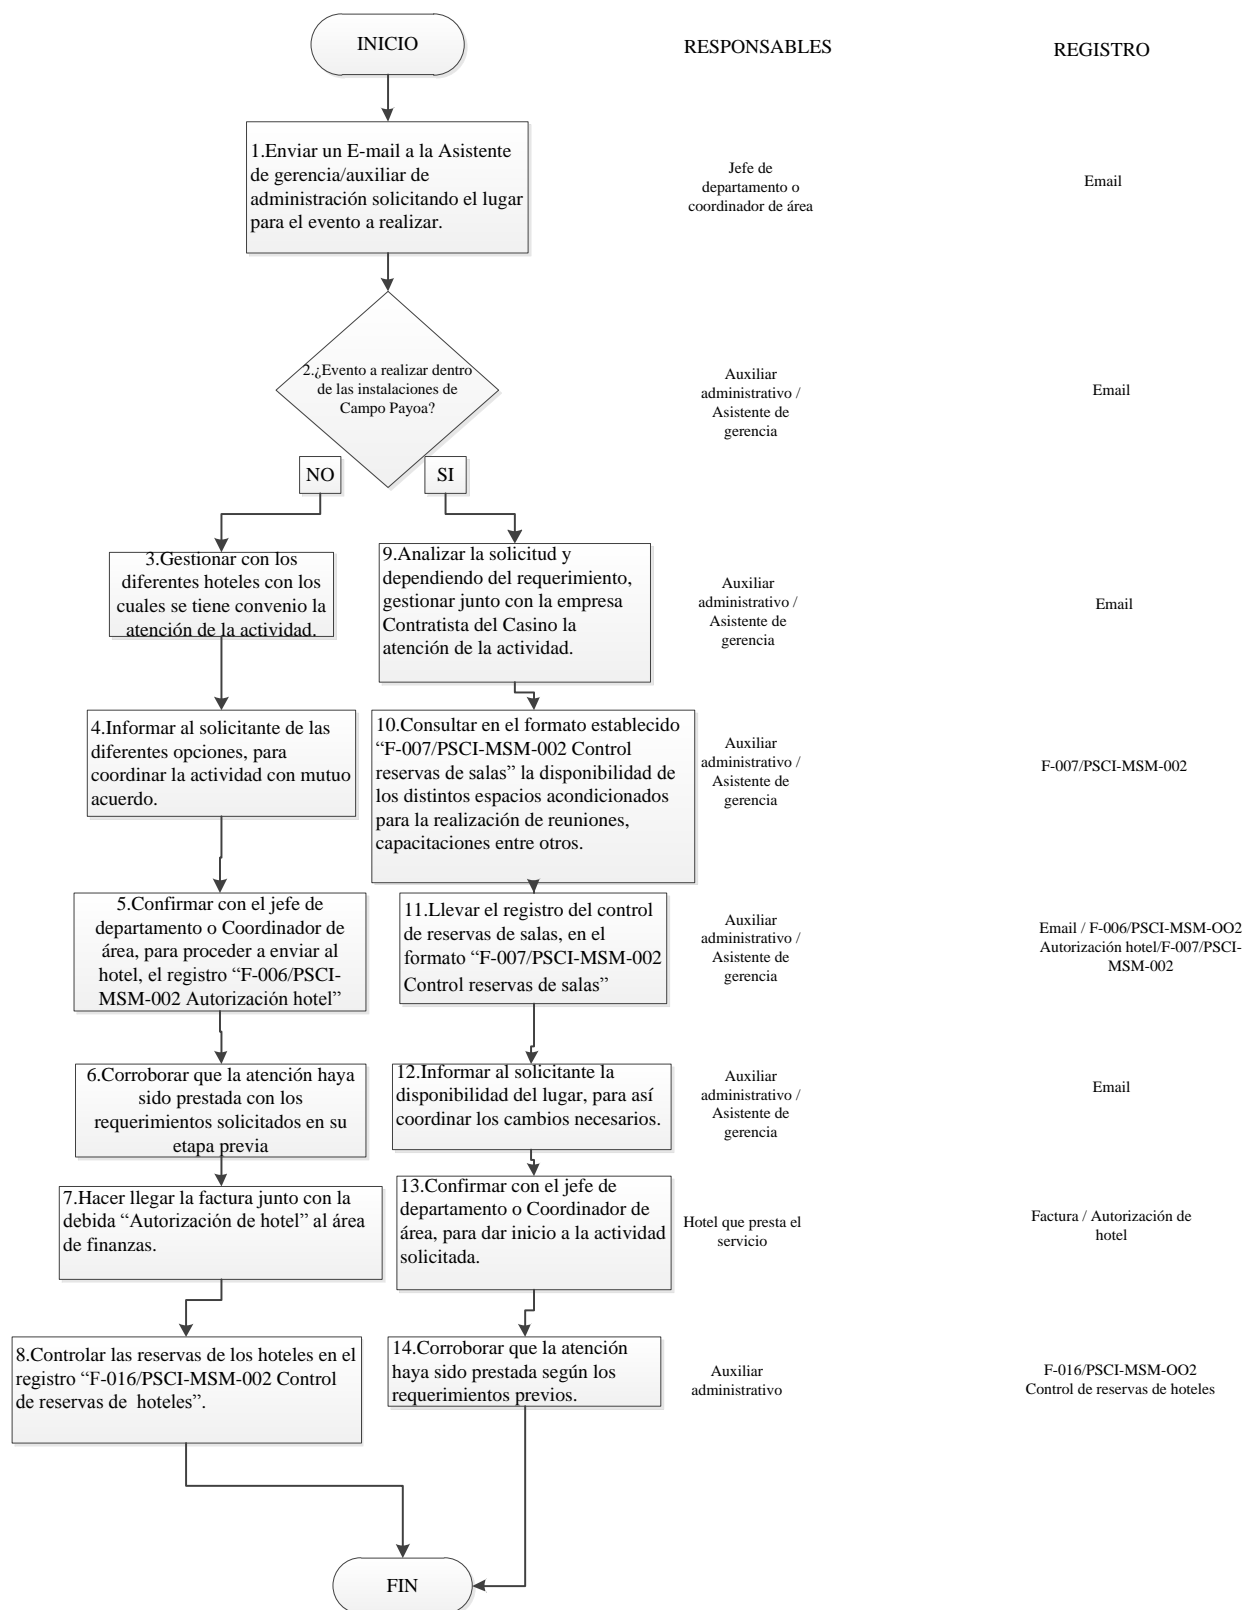 INICIO
RESPONSABLES
REGISTRO
1.Enviar un E-mail a la Asistente
de gerencia/auxiliar de
administración solicitando el lugar
para el evento a realizar.
Jefe de
departamento o
coordinador de área
Email
2.¿Evento a realizar dentro
de las instalaciones de
Campo Payoa?
Auxiliar
administrativo /
Asistente de
gerencia
Email
NO
SI
3.Gestionar con los
diferentes hoteles con los
cuales se tiene convenio la
atención de la actividad.
9.Analizar la solicitud y
dependiendo del requerimiento,
gestionar junto con la empresa
Contratista del Casino la
atención de la actividad.
Auxiliar
administrativo /
Asistente de
gerencia
Email
4.Informar al solicitante de las
diferentes opciones, para
coordinar la actividad con mutuo
acuerdo.
10.Consultar en el formato establecido
“F-007/PSCI-MSM-002 Control
reservas de salas” la disponibilidad de
los distintos espacios acondicionados
para la realización de reuniones,
capacitaciones entre otros.
Auxiliar
administrativo /
Asistente de
gerencia
F-007/PSCI-MSM-002
5.Confirmar con el jefe de
departamento o Coordinador de
área, para proceder a enviar al
hotel, el registro “F-006/PSCI-
MSM-002 Autorización hotel”
11.Llevar el registro del control
de reservas de salas, en el
formato “F-007/PSCI-MSM-002
Control reservas de salas”
Auxiliar
administrativo /
Asistente de
gerencia
Email / F-006/PSCI-MSM-OO2
Autorización hotel/F-007/PSCI-
MSM-002
6.Corroborar que la atención haya
sido prestada con los
requerimientos solicitados en su
etapa previa
12.Informar al solicitante la
disponibilidad del lugar, para así
coordinar los cambios necesarios.
Auxiliar
administrativo /
Asistente de
gerencia
Email
7.Hacer llegar la factura junto con la
debida “Autorización de hotel” al área
de finanzas.
13.Confirmar con el jefe de
departamento o Coordinador de
área, para dar inicio a la actividad
solicitada.
Hotel que presta el
servicio
Factura / Autorización de
hotel
8.Controlar las reservas de los hoteles en el
registro “F-016/PSCI-MSM-002 Control
de reservas de  hoteles”.
14.Corroborar que la atención
haya sido prestada según los
requerimientos previos.
Auxiliar
administrativo
F-016/PSCI-MSM-OO2
Control de reservas de hoteles
FIN